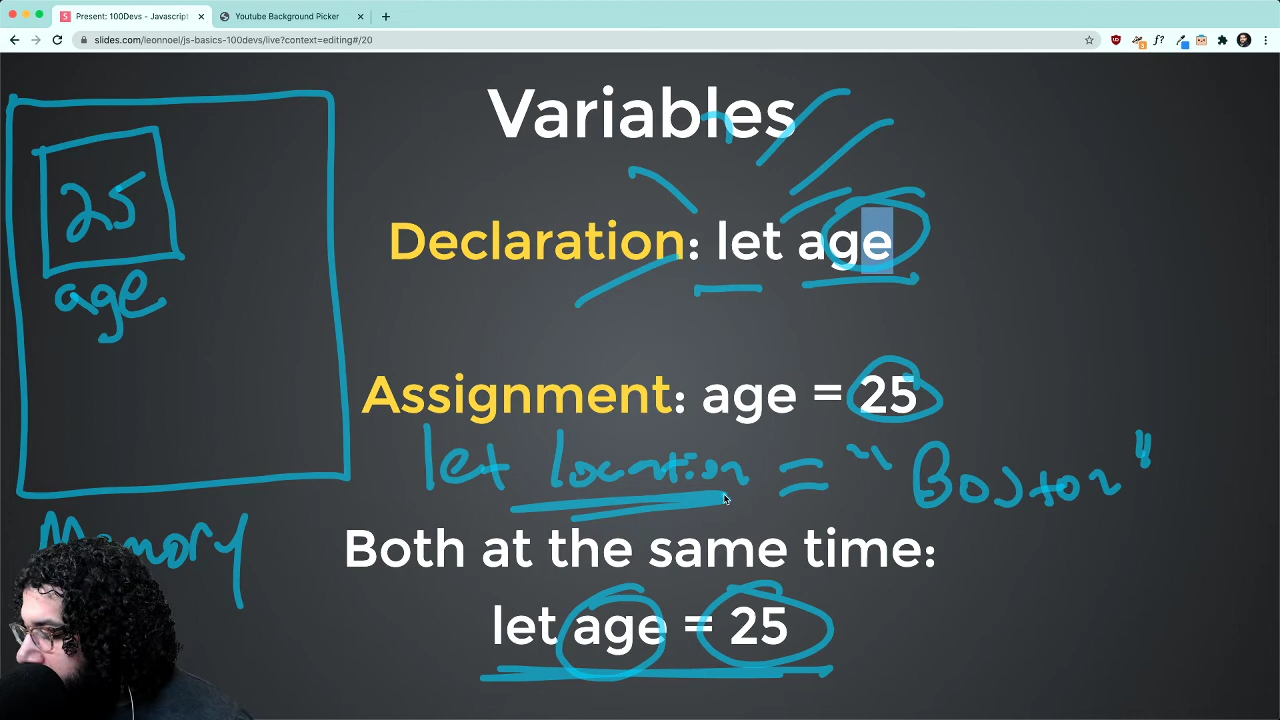 Present: 100Devs - Javascript
Youtube Background Picker
slides.com/leonnoel/js-basics-100devs/live?context=editing#/20
Variables
25
age
Declaration: let age
Assignment: age = 25
let location = "Boston"
Memory
Both at the same time:
let age = 25